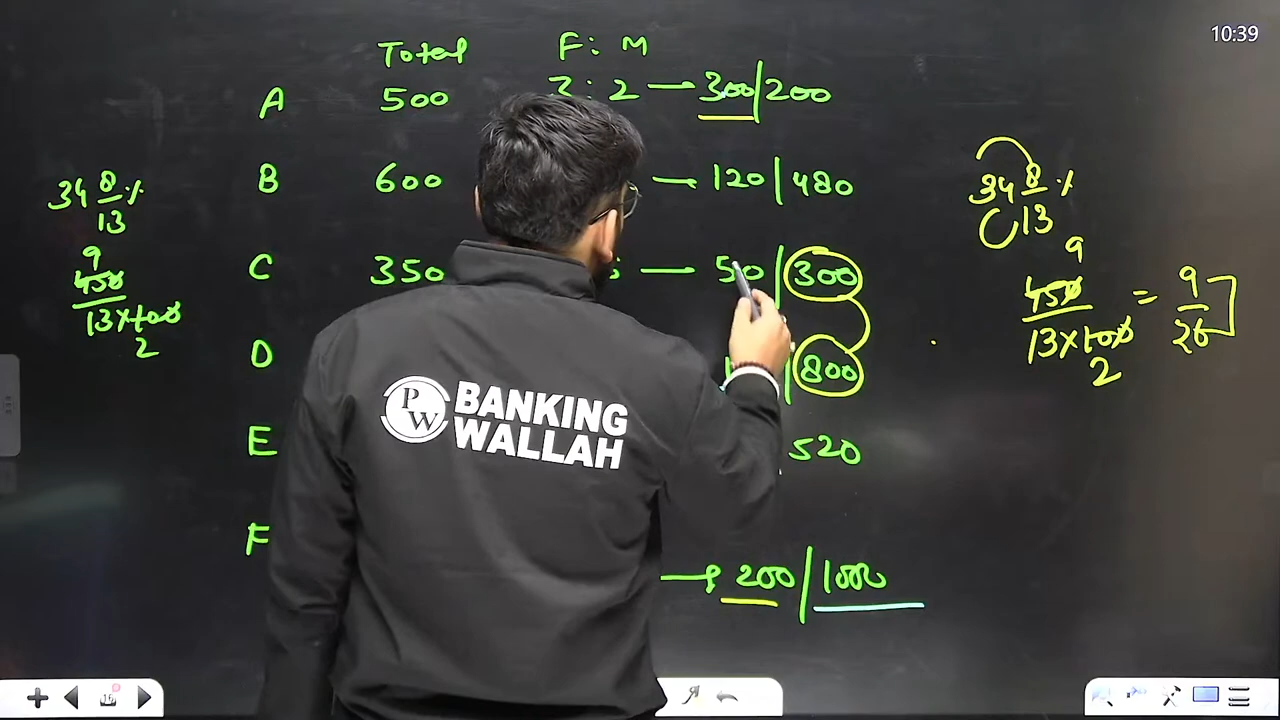 10:39
Total F: M
A 500 3 : 2 → 300/200
B 600 → 120/480
C 350 → 50/300
D 800
E 520
F → 200/1000
34 8/13 %
9
450
13×100
2
34 8/13 %
9
450/13×100 = 9/26
2
PW BANKING WALLAH